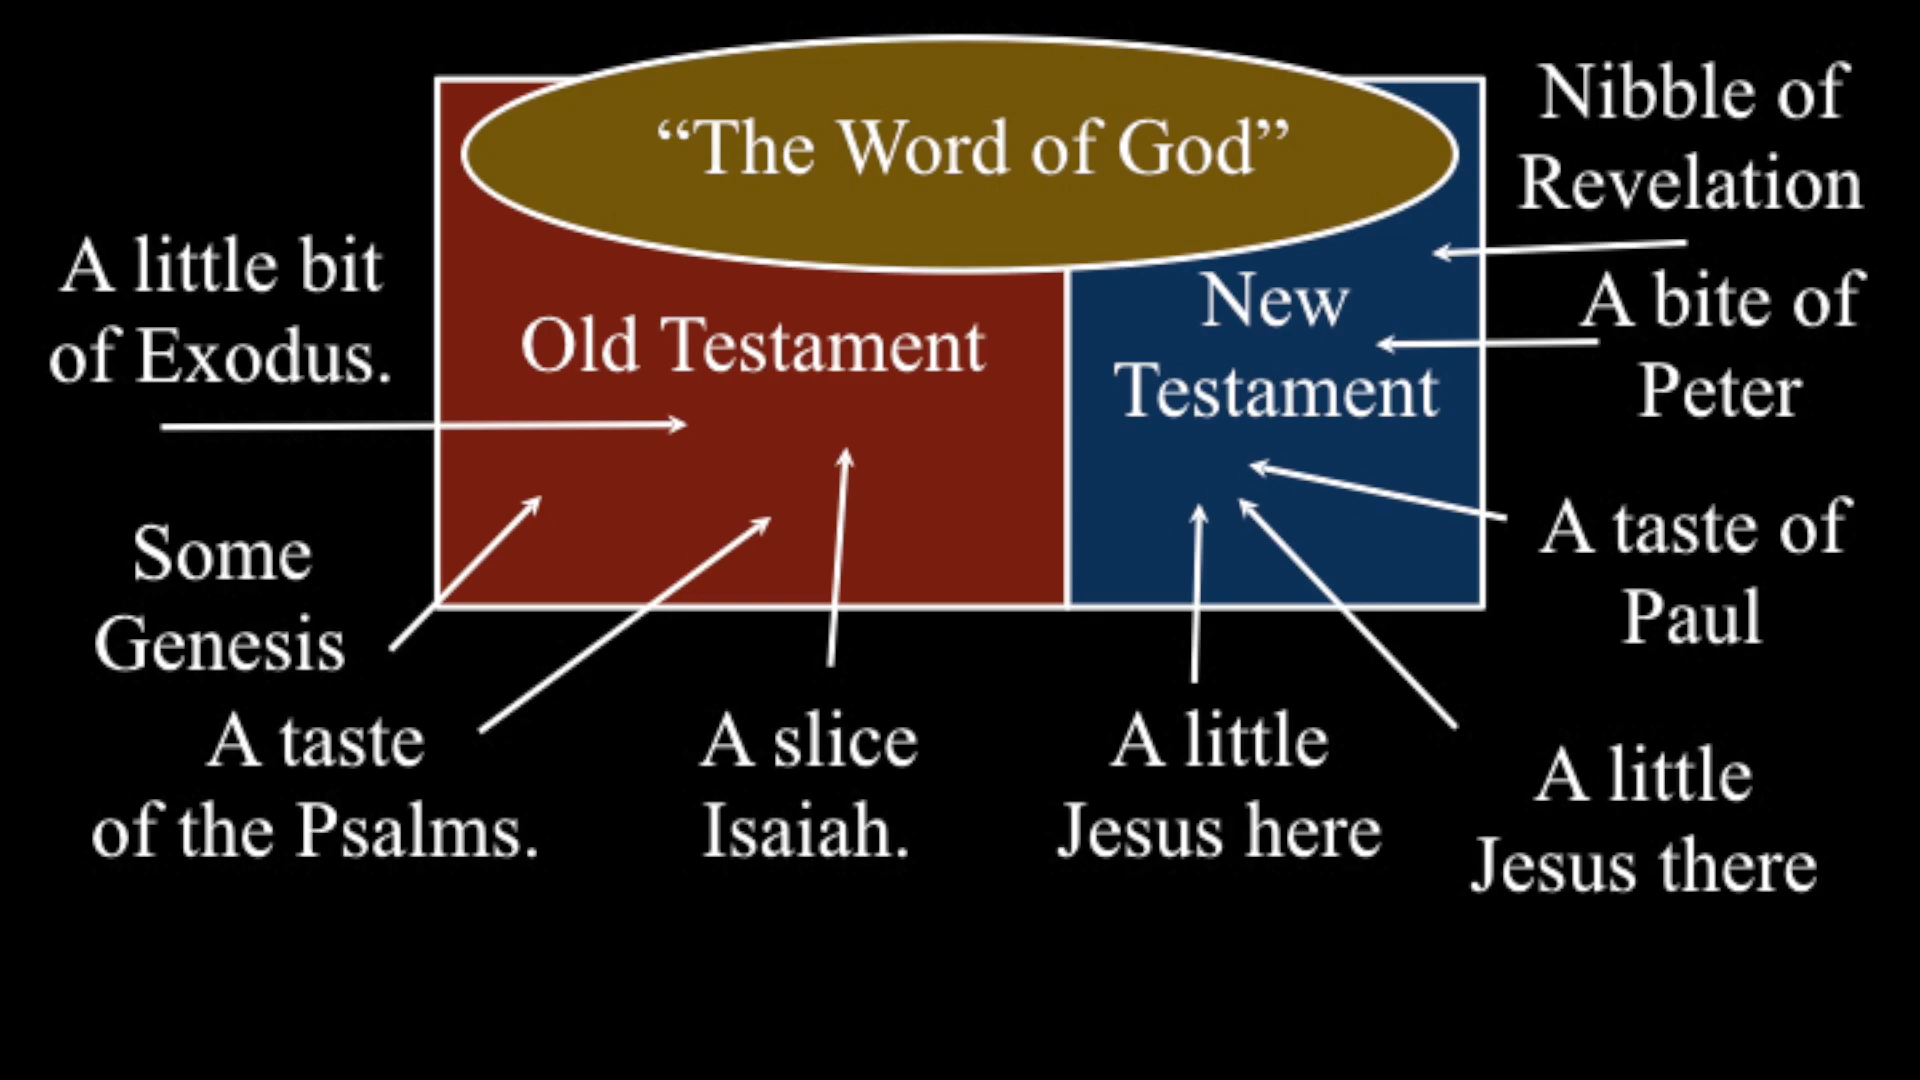 “The Word of God”
Old Testament
New
Testament
A little bit
of Exodus.
Some
Genesis
A taste
of the Psalms.
A slice
Isaiah.
A little
Jesus here
A little
Jesus there
A taste of
Paul
A bite of
Peter
Nibble of
Revelation